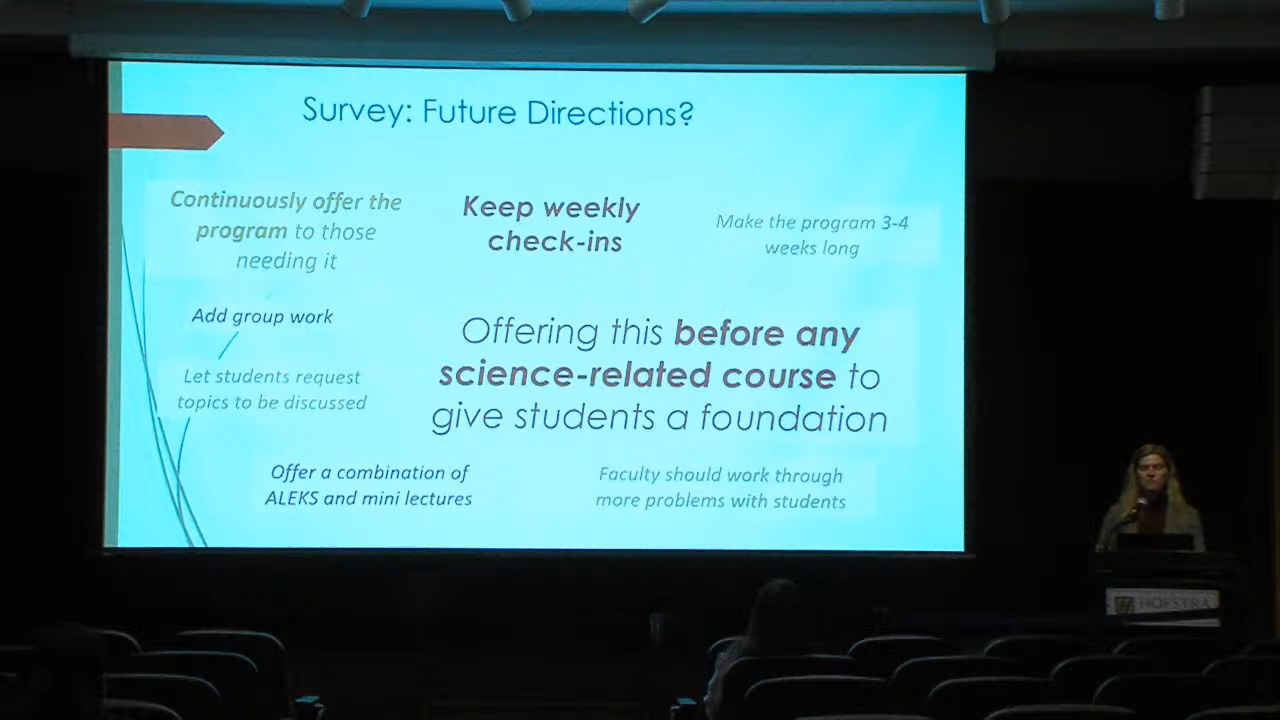 Survey: Future Directions?
Continuously offer the
program to those
needing it
Keep weekly
check-ins
Make the program 3-4
weeks long
Add group work
Let students request
topics to be discussed
Offering this before any
science-related course to
give students a foundation
Offer a combination of
ALEKS and mini lectures
Faculty should work through
more problems with students
HOFSTRA